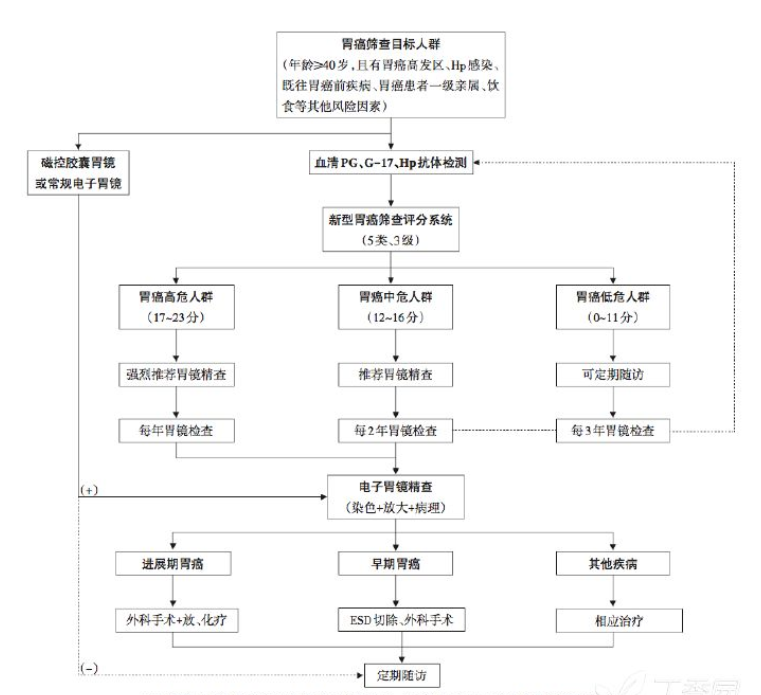 胃癌筛查目标人群
(年龄≥40岁,且有胃癌高发区、Hp感染、
既往胃癌前疾病、胃癌患者一级亲属、饮
食等其他风险因素)
磁控胶囊胃镜
或常规电子胃镜
血清PG、G-17、Hp抗体检测
新型胃癌筛查评分系统
(5类、3级)
胃癌高危人群
(17~23分)
胃癌中危人群
(12~16分)
胃癌低危人群
(0~11分)
强烈推荐胃镜精查
推荐胃镜精查
可定期随访
每年胃镜检查
每2年胃镜检查
每3年胃镜检查
(+)
电子胃镜精查
(染色+放大+病理)
进展期胃癌
早期胃癌
其他疾病
外科手术+放、化疗
ESD切除、外科手术
相应治疗
(-)
定期随访